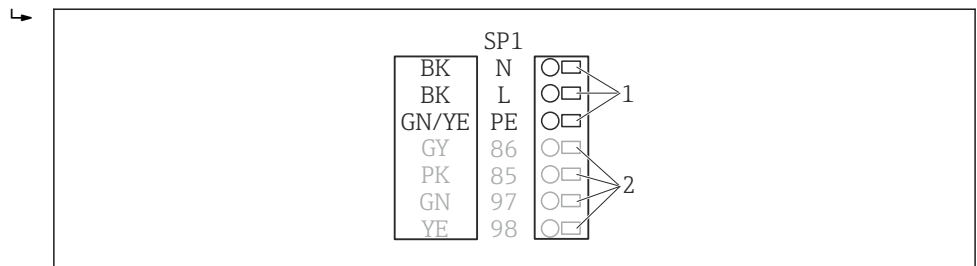 SP1
BK N
BK L 1
GN/YE PE
GY 86
PK 85 2
GN 97
YE 98